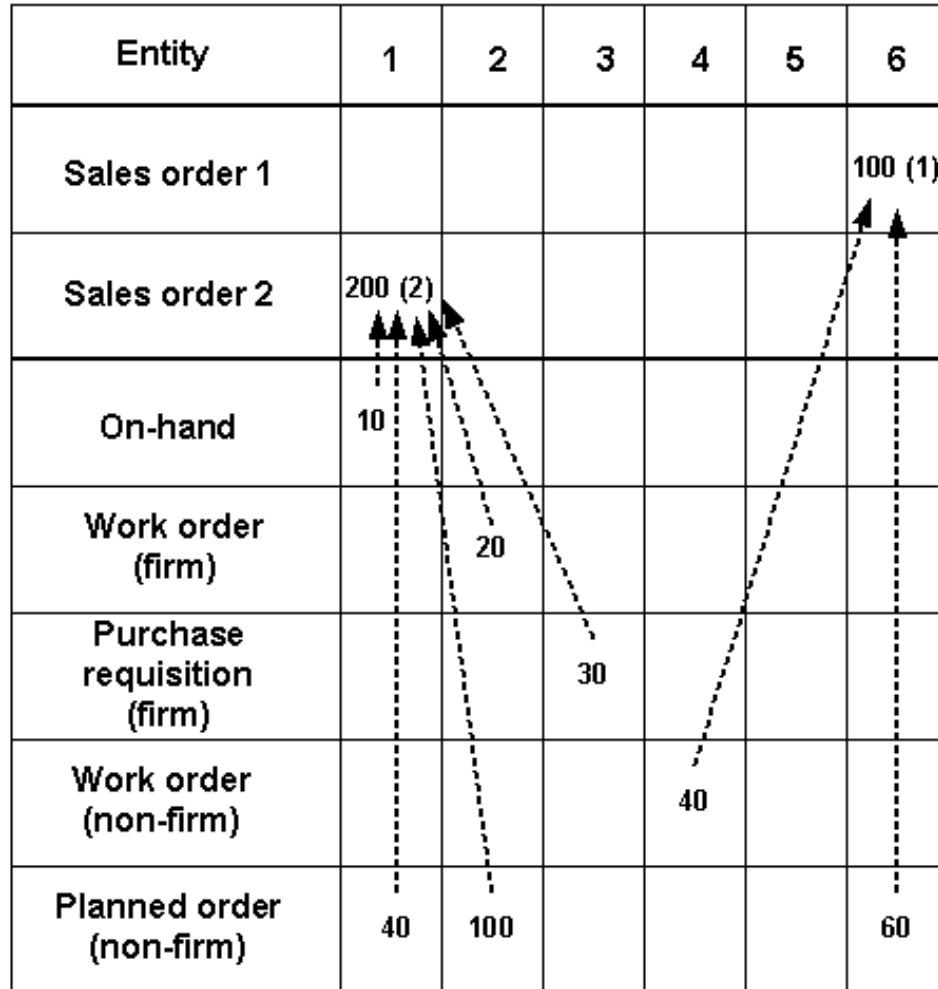 Entity 1 2 3 4 5 6
Sales order 1 100 (1)
Sales order 2 200 (2)
On-hand 10
Work order
(firm) 20
Purchase
requisition
(firm) 30
Work order
(non-firm) 40
Planned order
(non-firm) 40 100 60